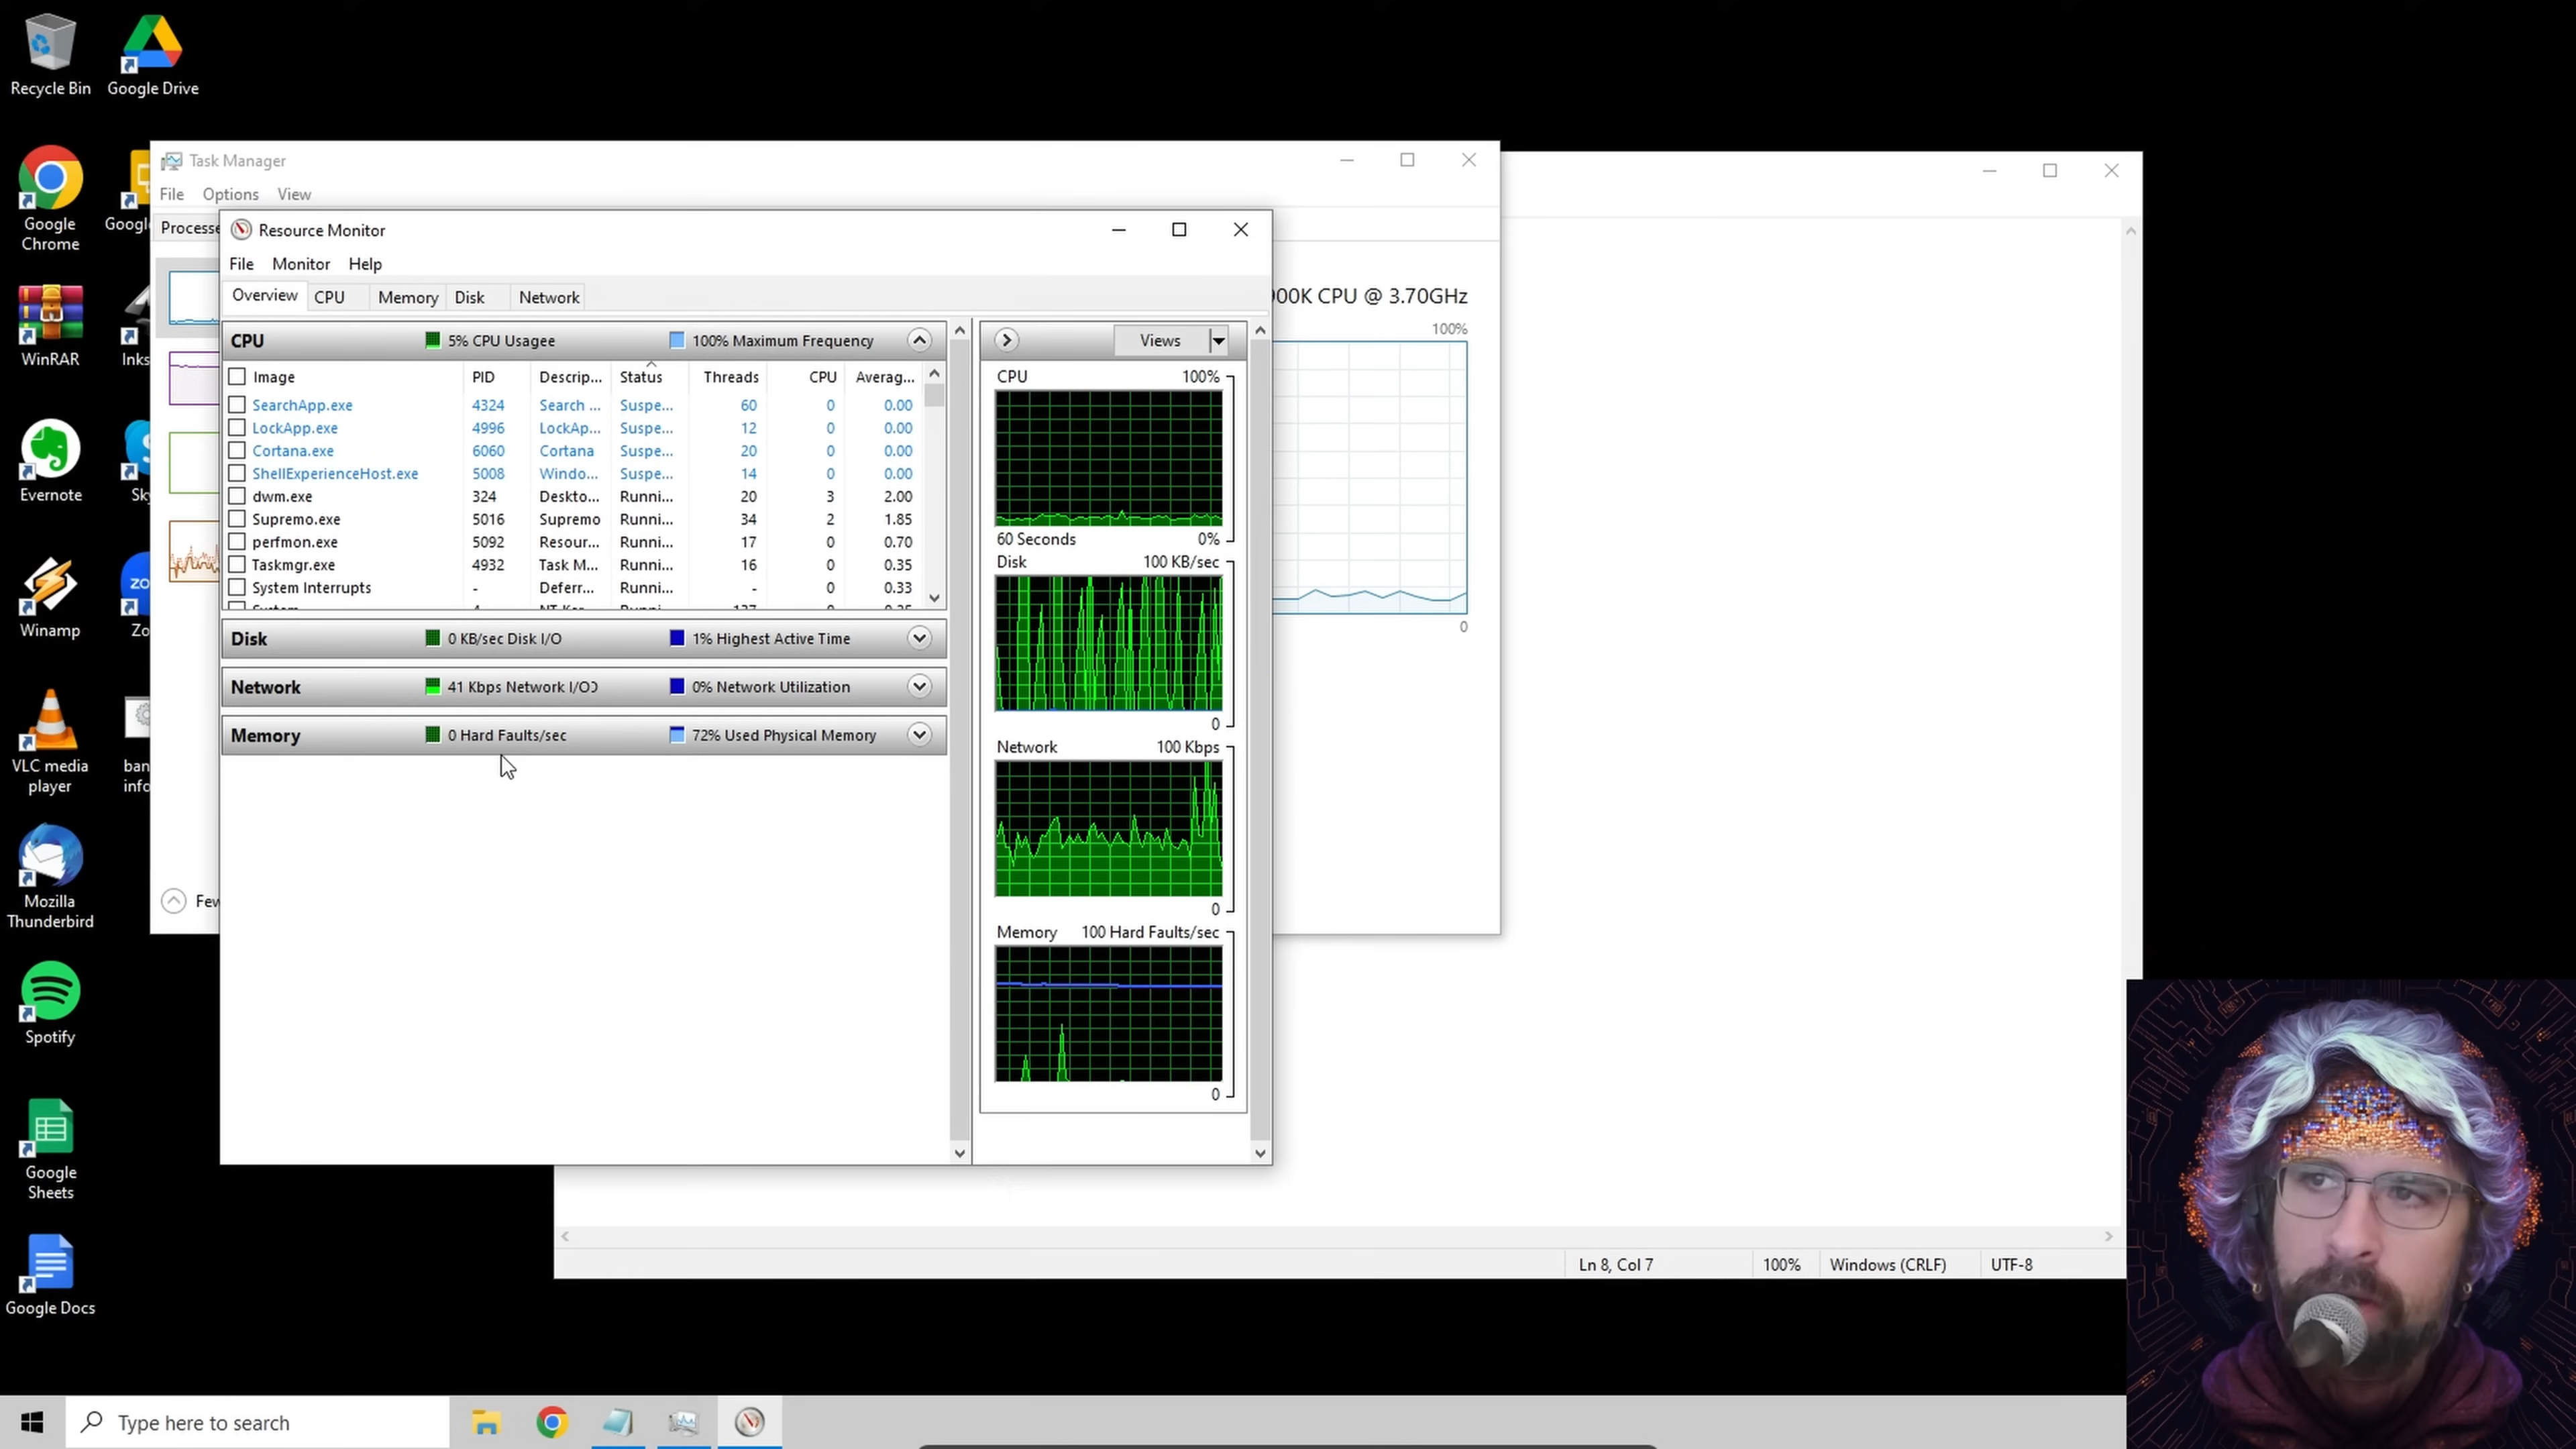 Recycle Bin
Google Drive
Google
Chrome
Googl
WinRAR
Inks
Evernote
Sky
Winamp
Zo
VLC media
player
ban
info
Mozilla
Thunderbird
Spotify
Google
Sheets
Google Docs
Task Manager
File Options View
Processe
Few
00K CPU @ 3.70GHz
100%
0
Resource Monitor
File Monitor Help
Overview CPU Memory Disk Network
CPU 5% CPU Usagee 100% Maximum Frequency
Image PID Descrip... Status Threads CPU Averag...
SearchApp.exe 4324 Search ... Suspe... 60 0 0.00
LockApp.exe 4996 LockAp... Suspe... 12 0 0.00
Cortana.exe 6060 Cortana Suspe... 20 0 0.00
ShellExperienceHost.exe 5008 Windo... Suspe... 14 0 0.00
dwm.exe 324 Deskto... Runni... 20 3 2.00
Supremo.exe 5016 Supremo Runni... 34 2 1.85
perfmon.exe 5092 Resour... Runni... 17 0 0.70
Taskmgr.exe 4932 Task M... Runni... 16 0 0.35
System Interrupts - Deferr... Runni... - 0 0.33
Disk 0 KB/sec Disk I/O 1% Highest Active Time
Network 41 Kbps Network I/O 0% Network Utilization
Memory 0 Hard Faults/sec 72% Used Physical Memory
Views
CPU 100%
60 Seconds 0%
Disk 100 KB/sec
0
Network 100 Kbps
0
Memory 100 Hard Faults/sec
0
Ln 8, Col 7 100% Windows (CRLF) UTF-8
Type here to search